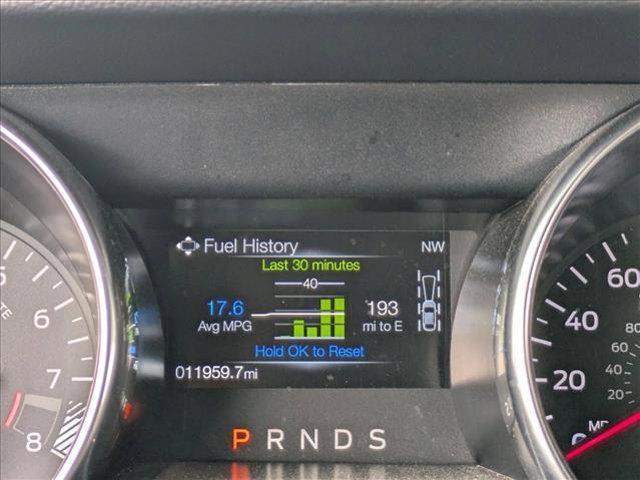 Fuel History NW
Last 30 minutes
40
17.6 193
Avg MPG mi to E
Hold OK to Reset
011959.7mi
P R N D S
5
6
7
8
60
40
20
80
60
40
20